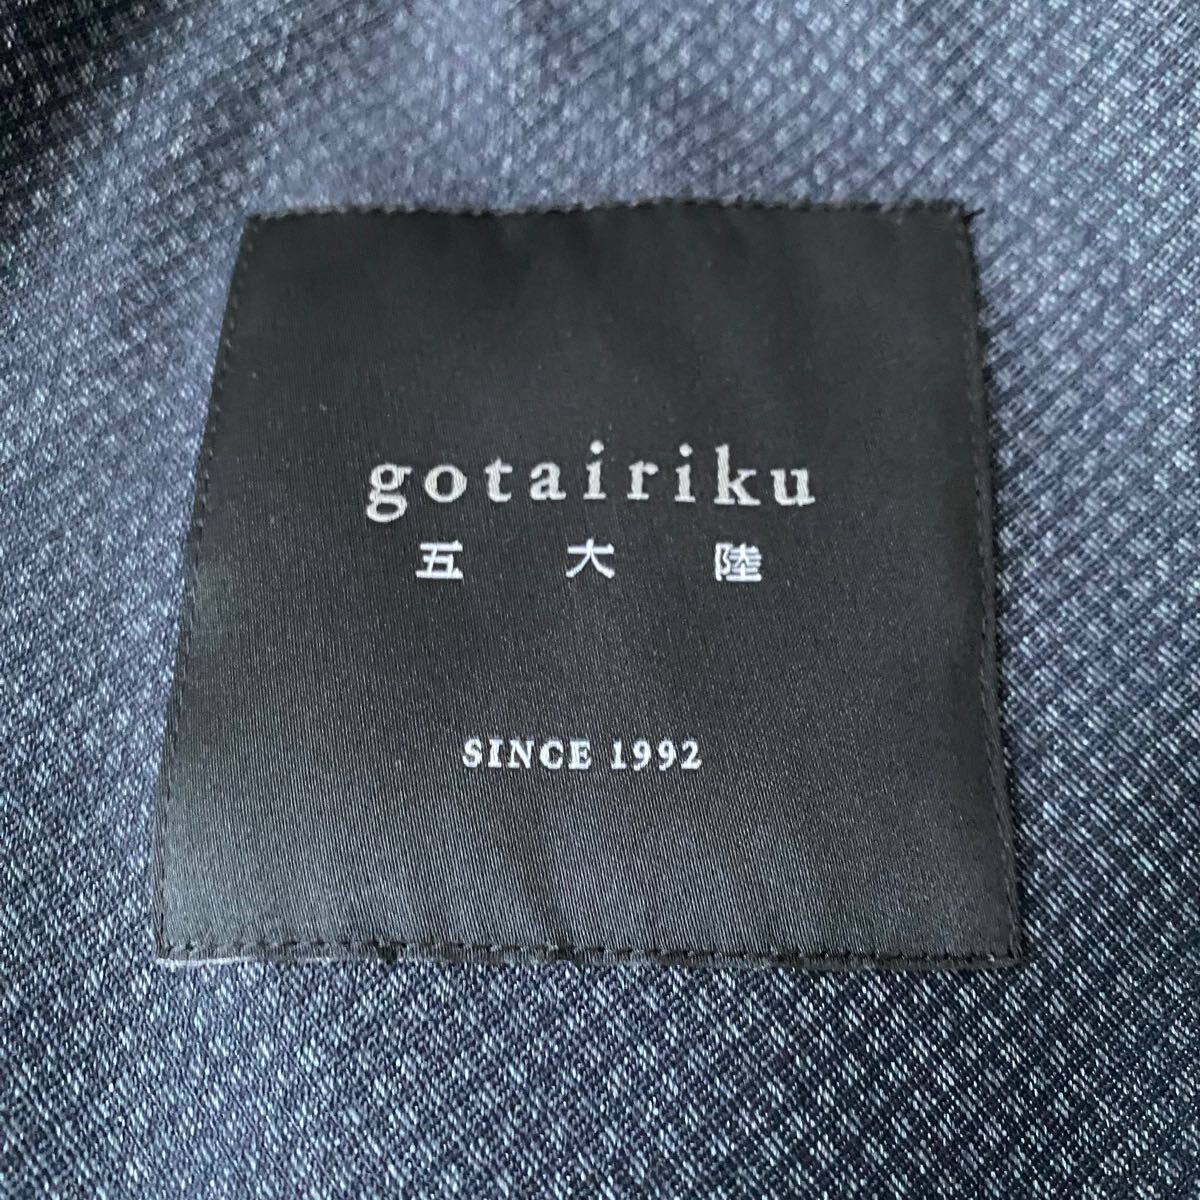 gotairiku
五大陸
SINCE 1992